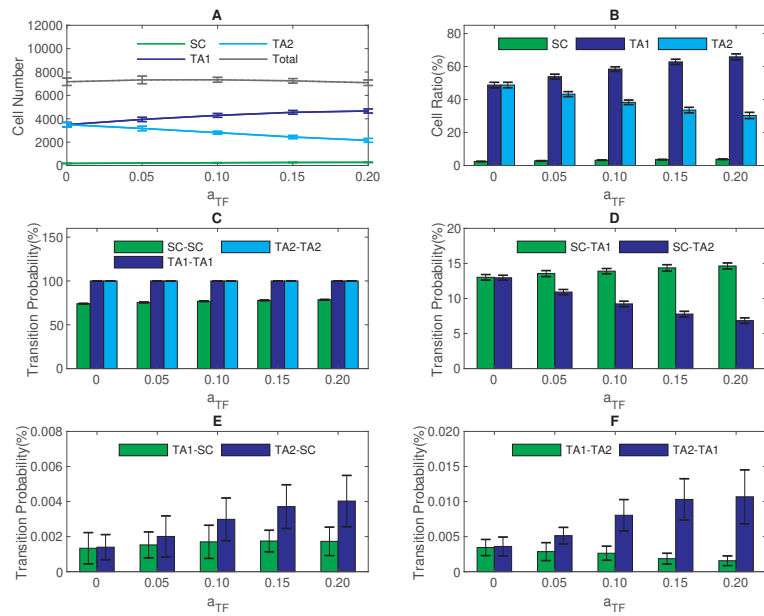 A
12000
10000
8000
6000
4000
2000
0
Cell Number
SC
TA1
TA2
Total
0 0.05 0.10 0.15 0.20
a_TF
B
80
60
40
20
0
Cell Ratio(%)
SC TA1 TA2
0 0.05 0.10 0.15 0.20
a_TF
C
150
100
50
0
Transition Probability(%)
SC-SC
TA1-TA1
TA2-TA2
0 0.05 0.10 0.15 0.20
a_TF
D
20
15
10
5
0
Transition Probability(%)
SC-TA1 SC-TA2
0 0.05 0.10 0.15 0.20
a_TF
E
0.008
0.006
0.004
0.002
0
Transition Probability(%)
TA1-SC TA2-SC
0 0.05 0.10 0.15 0.20
a_TF
F
0.020
0.015
0.010
0.005
0
Transition Probability(%)
TA1-TA2 TA2-TA1
0 0.05 0.10 0.15 0.20
a_TF